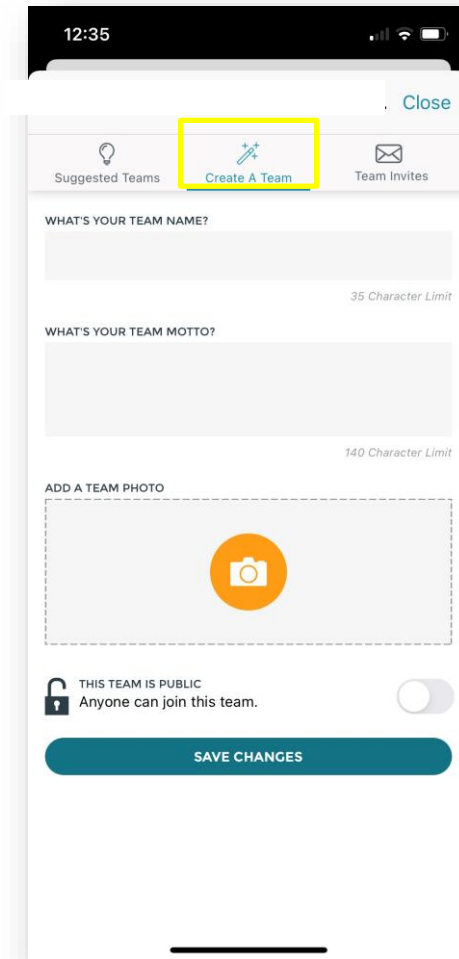 12:35
Close
Suggested Teams
Create A Team
Team Invites
WHAT'S YOUR TEAM NAME?
35 Character Limit
WHAT'S YOUR TEAM MOTTO?
140 Character Limit
ADD A TEAM PHOTO
THIS TEAM IS PUBLIC
Anyone can join this team.
SAVE CHANGES